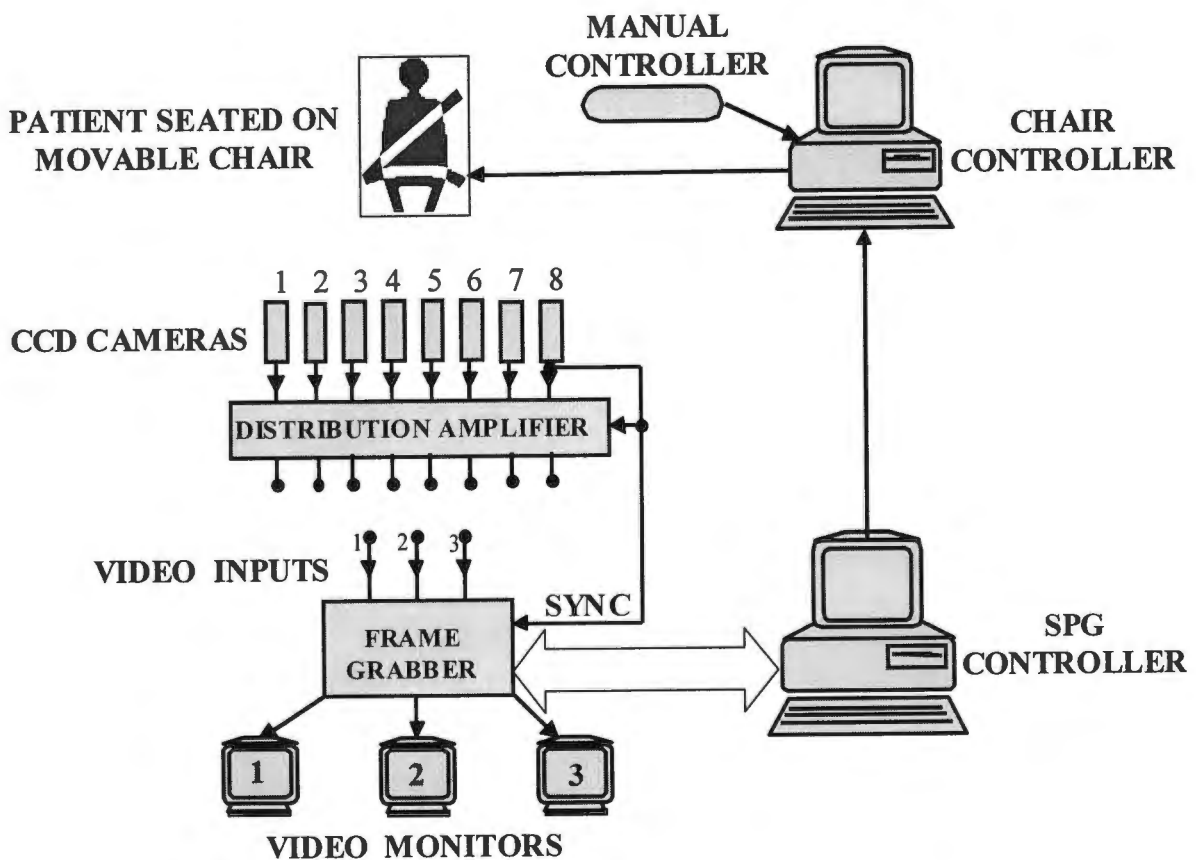 MANUAL
CONTROLLER
PATIENT SEATED ON
MOVABLE CHAIR
CHAIR
CONTROLLER
1 2 3 4 5 6 7 8
CCD CAMERAS
DISTRIBUTION AMPLIFIER
1 2 3
VIDEO INPUTS
SYNC
FRAME
GRABBER
SPG
CONTROLLER
1 2 3
VIDEO MONITORS